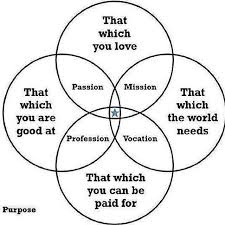 That
which
you love
That
which
you are
good at
Passion
Mission
That
which
the world
needs
Profession
Vocation
That which
you can be
paid for
Purpose